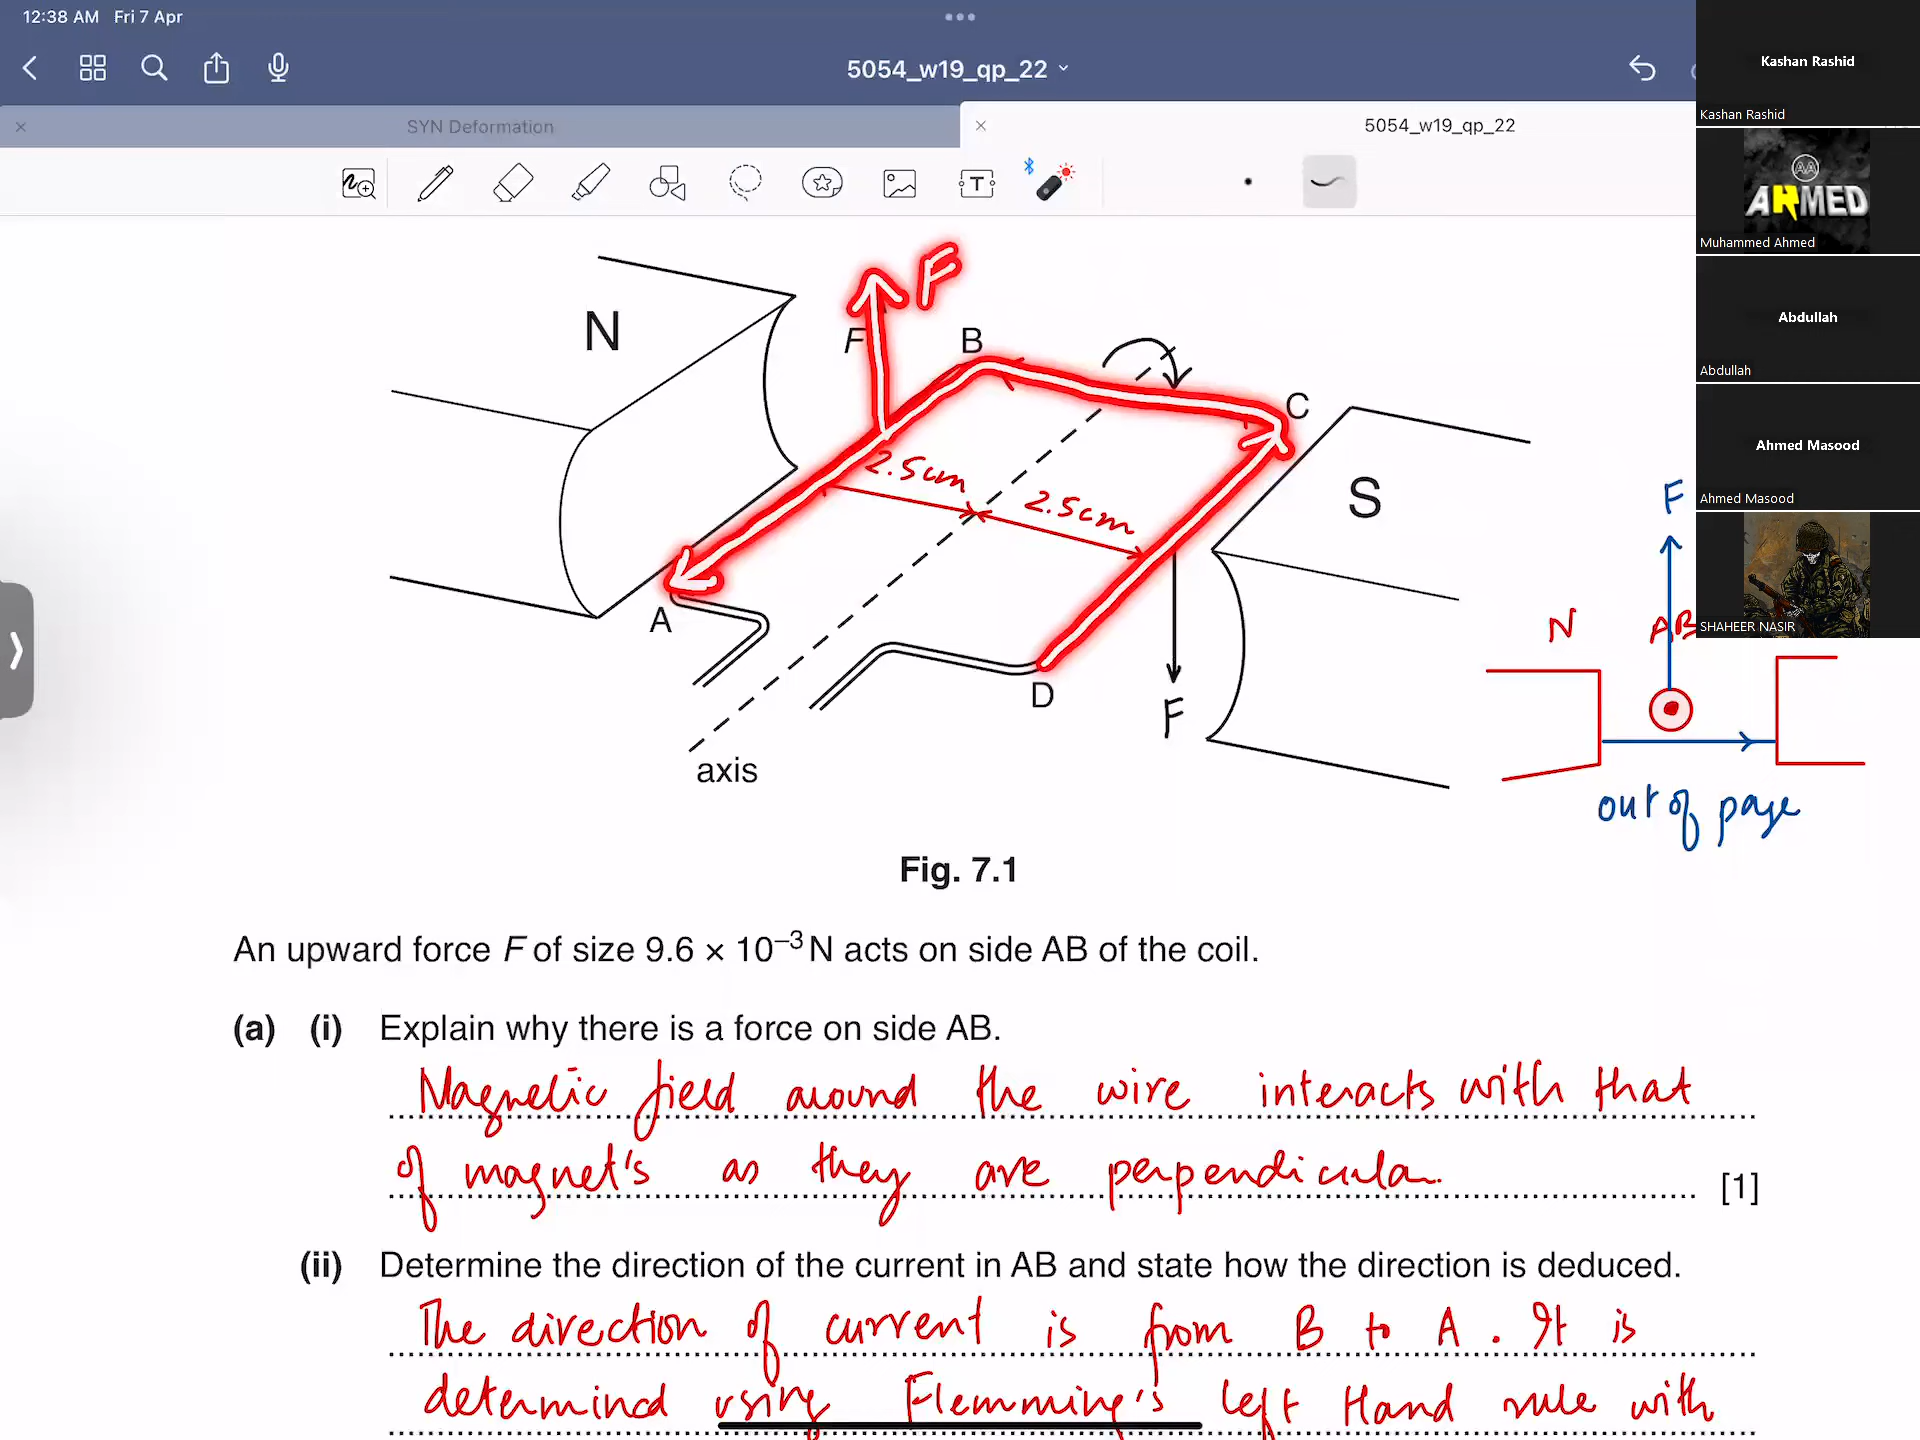 12:38 AM Fri 7 Apr
5054_w19_qp_22
SYN Deformation
5054_w19_qp_22
T
Kashan Rashid
Kashan Rashid
AHMED
Muhammed Ahmed
Abdullah
Abdullah
Ahmed Masood
Ahmed Masood
SHAHEER NASIR
N
F
F
B
C
S
2.5cm
2.5cm
A
D
F
axis
F
N
AB
out of page
Fig. 7.1
An upward force F of size 9.6 × 10⁻³ N acts on side AB of the coil.
(a) (i) Explain why there is a force on side AB.
Magnetic field around the wire interacts with that
of magnet's as they are perpendicular.
[1]
(ii) Determine the direction of the current in AB and state how the direction is deduced.
The direction of current is from B to A. It is
determined using Flemming's left Hand rule with